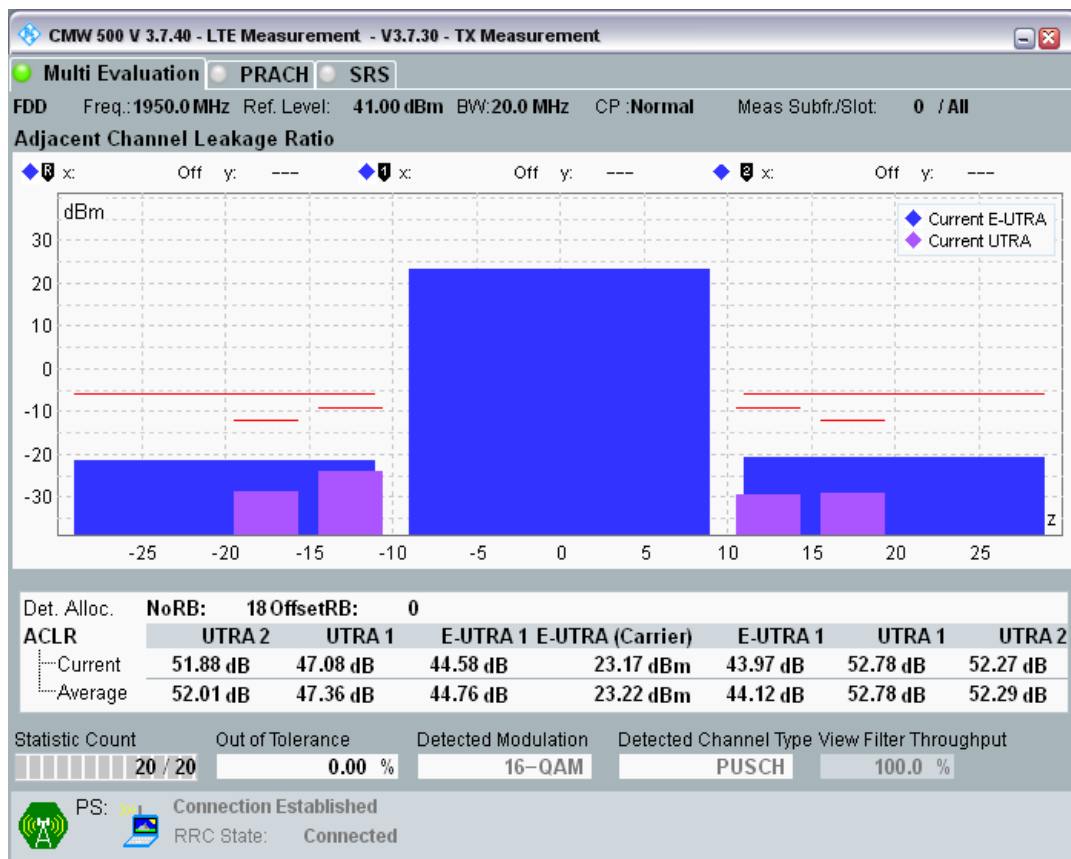 CMW 500 V 3.7.40 - LTE Measurement - V3.7.30 - TX Measurement
Multi Evaluation PRACH SRS
FDD Freq.:1950.0 MHz Ref. Level: 41.00 dBm BW:20.0 MHz CP :Normal Meas Subfr./Slot: 0 / All
Adjacent Channel Leakage Ratio
R x: Off y: --- 1 x: Off y: --- 2 x: Off y: ---
dBm
Current E-UTRA
Current UTRA
30
20
10
0
-10
-20
-30
z
-25 -20 -15 -10 -5 0 5 10 15 20 25
Det. Alloc. NoRB: 18 OffsetRB: 0
ACLR UTRA 2 UTRA 1 E-UTRA 1 E-UTRA (Carrier) E-UTRA 1 UTRA 1 UTRA 2
Current 51.88 dB 47.08 dB 44.58 dB 23.17 dBm 43.97 dB 52.78 dB 52.27 dB
Average 52.01 dB 47.36 dB 44.76 dB 23.22 dBm 44.12 dB 52.78 dB 52.29 dB
Statistic Count Out of Tolerance Detected Modulation Detected Channel Type View Filter Throughput
20 / 20 0.00 % 16-QAM PUSCH 100.0 %
PS: Connection Established
RRC State: Connected